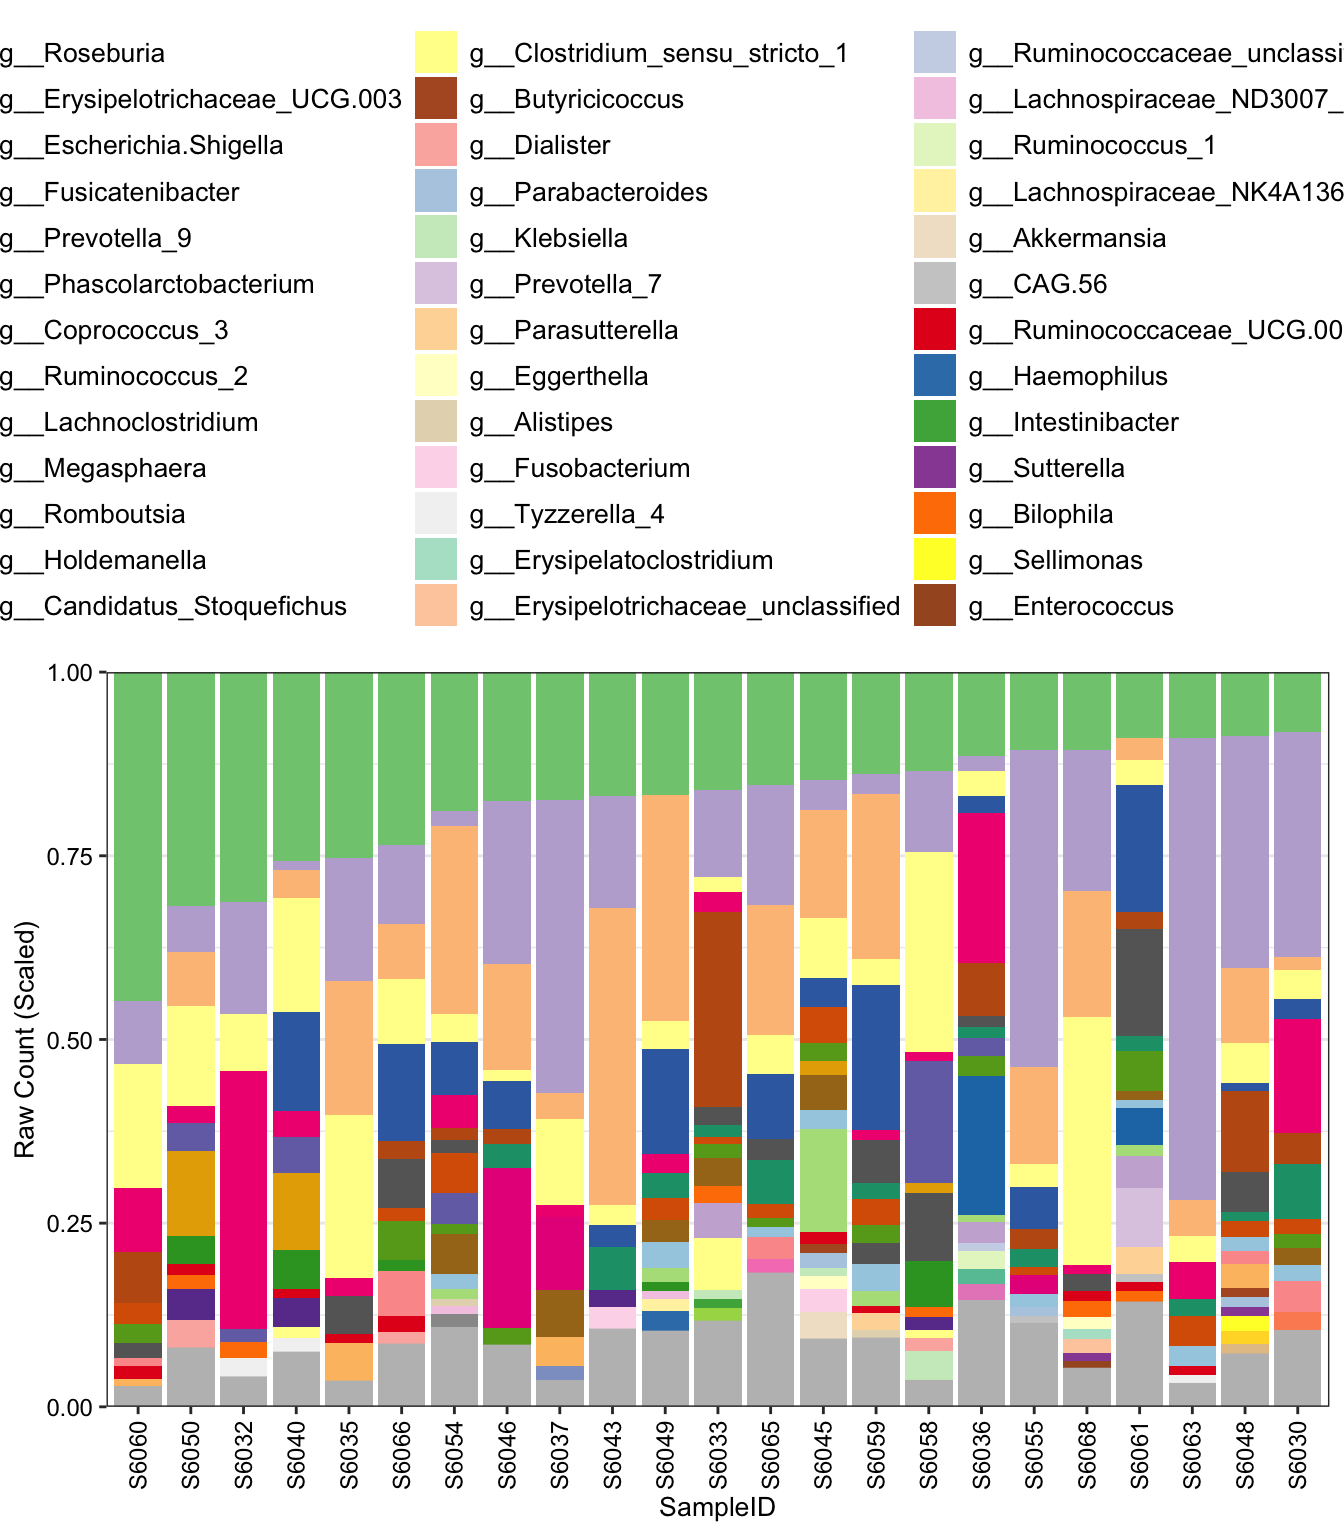 g__Roseburia g__Clostridium_sensu_stricto_1 g__Ruminococcaceae_unclassi
g__Erysipelotrichaceae_UCG.003 g__Butyricicoccus g__Lachnospiraceae_ND3007_
g__Escherichia.Shigella g__Dialister g__Ruminococcus_1
g__Fusicatenibacter g__Parabacteroides g__Lachnospiraceae_NK4A136
g__Prevotella_9 g__Klebsiella g__Akkermansia
g__Phascolarctobacterium g__Prevotella_7 g__CAG.56
g__Coprococcus_3 g__Parasutterella g__Ruminococcaceae_UCG.00
g__Ruminococcus_2 g__Eggerthella g__Haemophilus
g__Lachnoclostridium g__Alistipes g__Intestinibacter
g__Megasphaera g__Fusobacterium g__Sutterella
g__Romboutsia g__Tyzzerella_4 g__Bilophila
g__Holdemanella g__Erysipelatoclostridium g__Sellimonas
g__Candidatus_Stoquefichus g__Erysipelotrichaceae_unclassified g__Enterococcus
1.00
0.75
0.50
0.25
0.00
Raw Count (Scaled)
S6060 S6050 S6032 S6040 S6035 S6066 S6054 S6046 S6037 S6043 S6049 S6033 S6065 S6045 S6059 S6058 S6036 S6055 S6068 S6061 S6063 S6048 S6030
SampleID